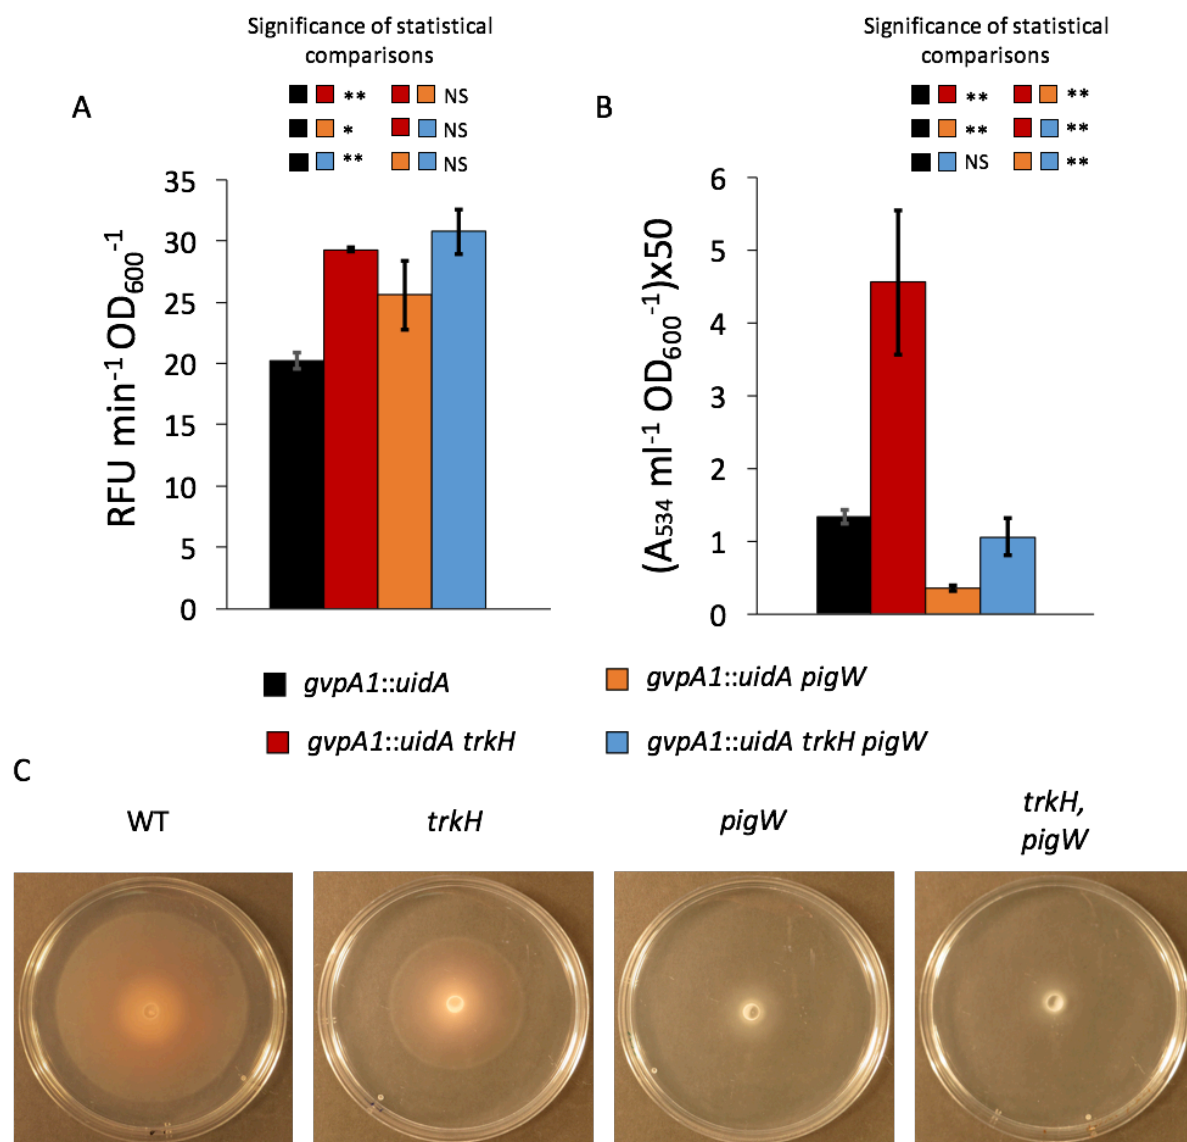 Significance of statistical
comparisons
** NS
* NS
** NS
A
35
30
25
20
15
10
5
0
RFU min⁻¹ OD₆₀₀⁻¹
Significance of statistical
comparisons
** **
** **
NS **
B
6
5
4
3
2
1
0
(A₅₃₄ ml⁻¹ OD₆₀₀⁻¹)x50
gvpA1::uidA
gvpA1::uidA pigW
gvpA1::uidA trkH
gvpA1::uidA trkH pigW
C
WT
trkH
pigW
trkH,
pigW